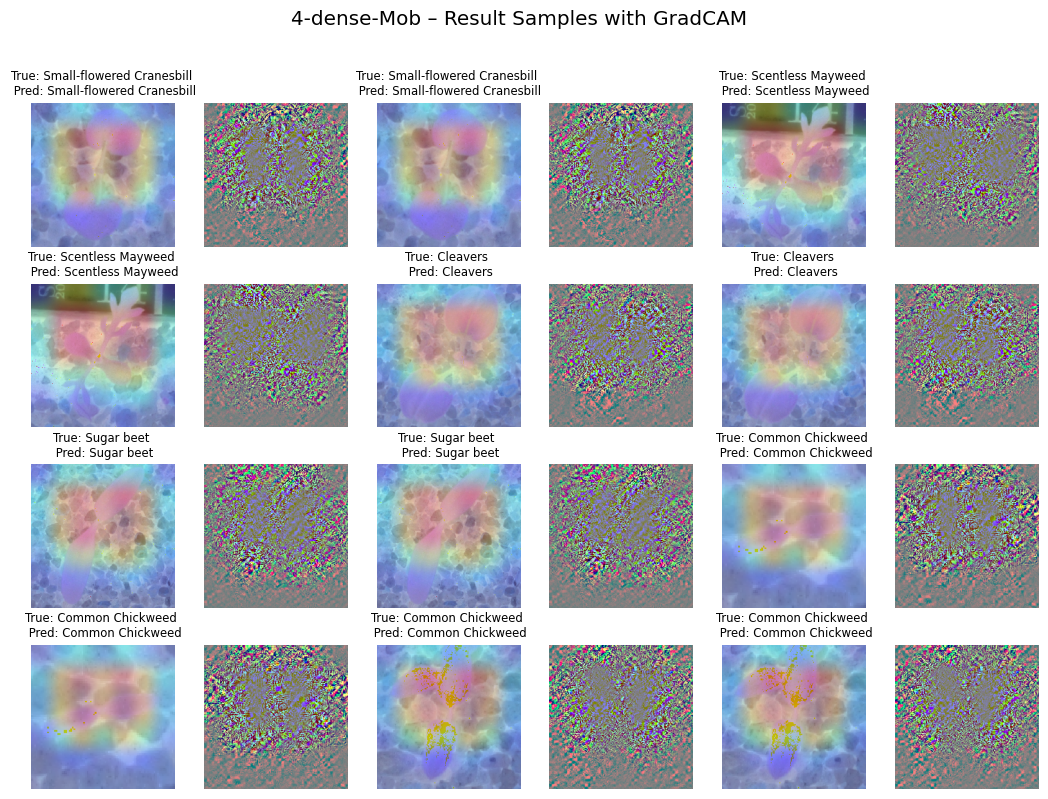 4-dense-Mob – Result Samples with GradCAM
True: Small-flowered Cranesbill
Pred: Small-flowered Cranesbill
True: Small-flowered Cranesbill
Pred: Small-flowered Cranesbill
True: Scentless Mayweed
Pred: Scentless Mayweed
True: Scentless Mayweed
Pred: Scentless Mayweed
True: Cleavers
Pred: Cleavers
True: Cleavers
Pred: Cleavers
True: Sugar beet
Pred: Sugar beet
True: Sugar beet
Pred: Sugar beet
True: Common Chickweed
Pred: Common Chickweed
True: Common Chickweed
Pred: Common Chickweed
True: Common Chickweed
Pred: Common Chickweed
True: Common Chickweed
Pred: Common Chickweed